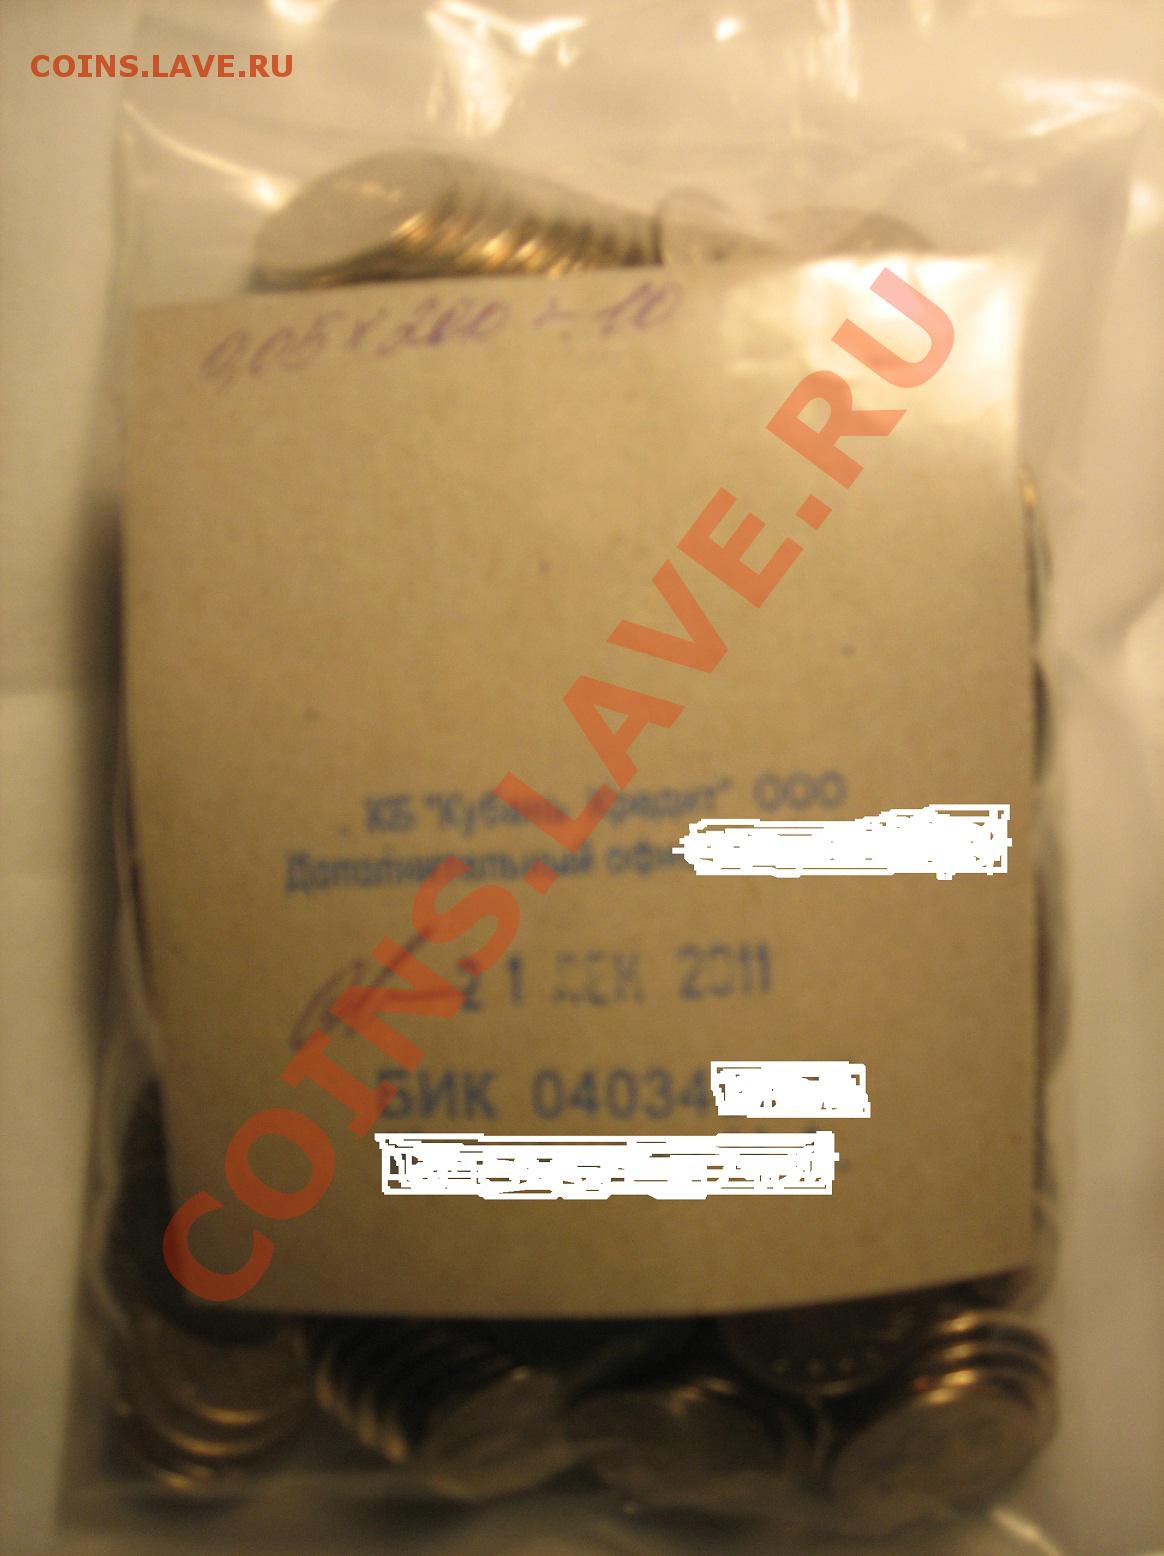 COINS.LAVE.RU
0,05 x 200 = 10
КБ "Кубань Кредит" ООО
Дополнительный офи
21 ДЕК 2011
БИК 04034
COINS.LAVE.RU